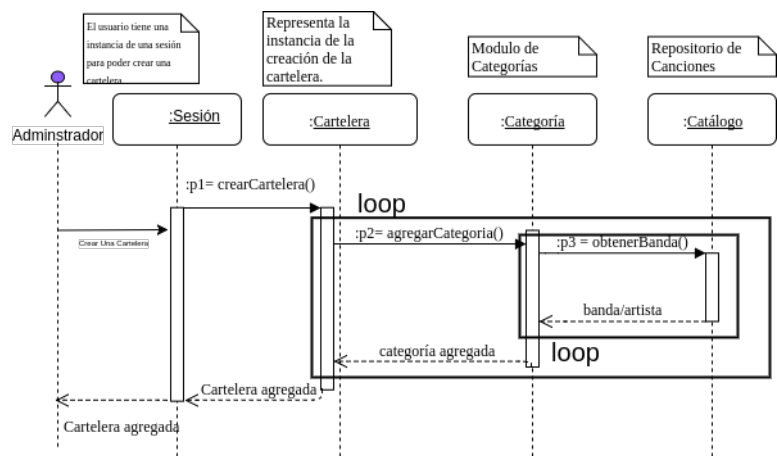 El usuario tiene una
instancia de una sesión
para poder crear una
cartelera
Representa la
instancia de la
creación de la
cartelera.
Modulo de
Categorías
Repositorio de
Canciones
Adminstrador
:Sesión
:Cartelera
:Categoría
:Catálogo
:p1= crearCartelera()
loop
Crear Una Cartelera
:p2= agregarCategoria()
:p3 = obtenerBanda()
banda/artista
categoría agregada
loop
Cartelera agregada
Cartelera agregada